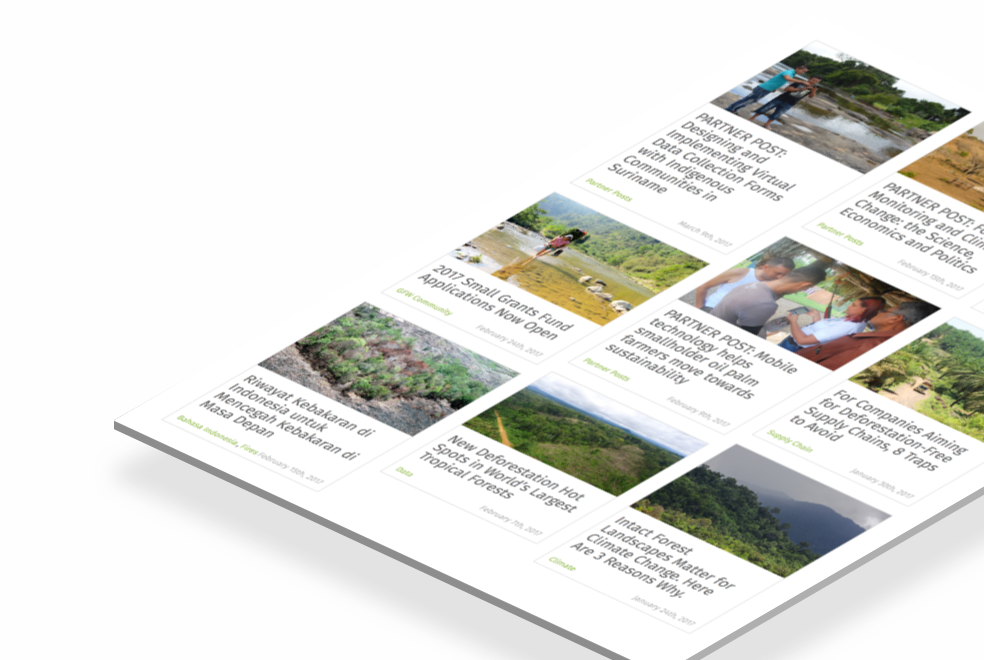 PARTNER POST:
Designing and
Implementing Virtual
Data Collection Forms
with Indigenous
Communities in
Suriname
Partner Posts
March 9th, 2017
PARTNER POST:
Monitoring and
Change: the Science,
Economics and Politics
Partner Posts
February 15th, 2017
2017 Small Grants Fund
Applications Now Open
GFW Community
February 24th, 2017
PARTNER POST: Mobile
technology helps
smallholder oil palm
farmers move towards
sustainability
Partner Posts
February 9th, 2017
For Companies Aiming
for Deforestation-Free
Supply Chains, 8 Traps
to Avoid
Supply Chain
January 30th, 2017
Riwayat Kebakaran di
Indonesia untuk
Mencegah Kebakaran di
Masa Depan
Bahasa Indonesia, Fires February 15th, 2017
New Deforestation Hot
Spots in World's Largest
Tropical Forests
Data
February 7th, 2017
Intact Forest
Landscapes Matter for
Climate Change. Here
Are 3 Reasons Why.
Climate
January 24th, 2017